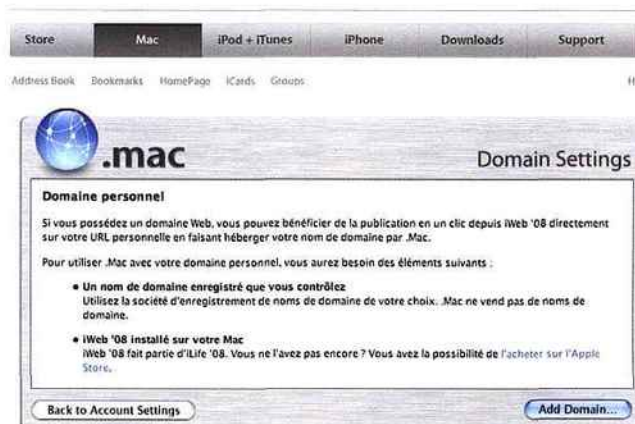 Store Mac iPod + iTunes iPhone Downloads Support
Address Book Bookmarks HomePage iCards Groups H
.mac Domain Settings
Domaine personnel
Si vous possédez un domaine Web, vous pouvez bénéficier de la publication en un clic depuis iWeb '08 directement
sur votre URL personnelle en faisant héberger votre nom de domaine par .Mac.
Pour utiliser .Mac avec votre domaine personnel, vous aurez besoin des éléments suivants :
• Un nom de domaine enregistré que vous contrôlez
Utilisez la société d'enregistrement de noms de domaine de votre choix. .Mac ne vend pas de noms de
domaine.
• iWeb '08 installé sur votre Mac
iWeb '08 fait partie d'iLife '08. Vous ne l'avez pas encore ? Vous avez la possibilité de l'acheter sur l'Apple
Store.
Back to Account Settings Add Domain...